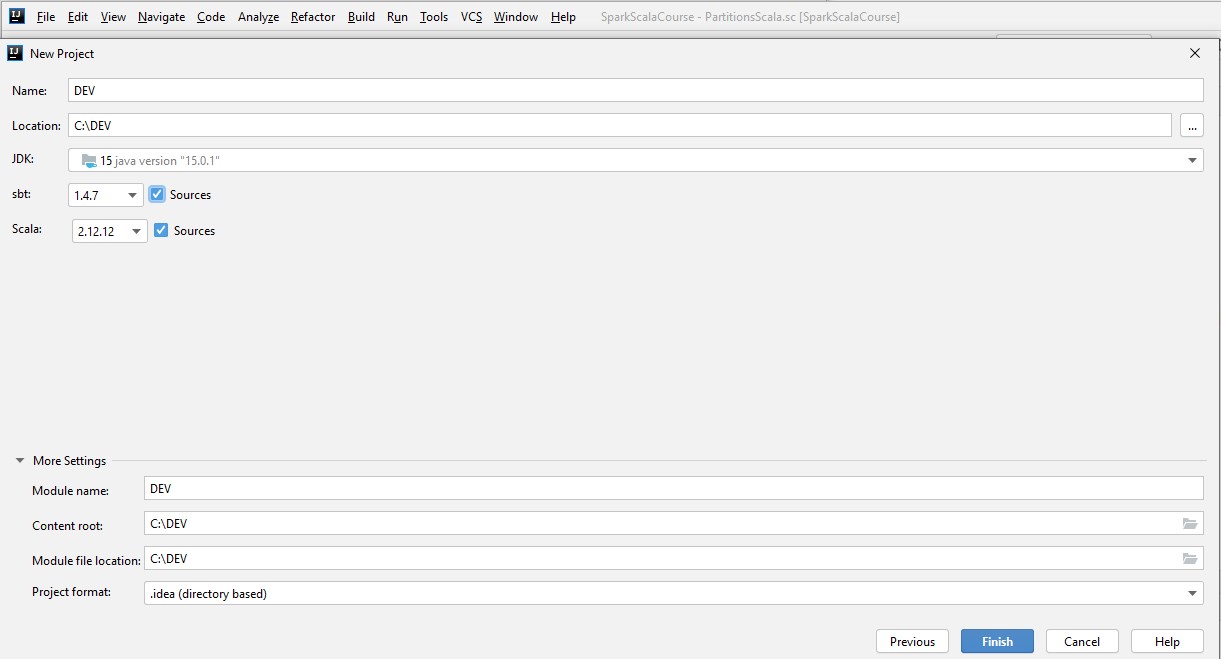 IJ File Edit View Navigate Code Analyze Refactor Build Run Tools VCS Window Help SparkScalaCourse - PartitionsScala.sc [SparkScalaCourse]
IJ New Project
Name: DEV
Location: C:\DEV ...
JDK: 15 java version "15.0.1"
sbt: 1.4.7 Sources
Scala: 2.12.12 Sources
More Settings
Module name: DEV
Content root: C:\DEV
Module file location: C:\DEV
Project format: .idea (directory based)
Previous Finish Cancel Help